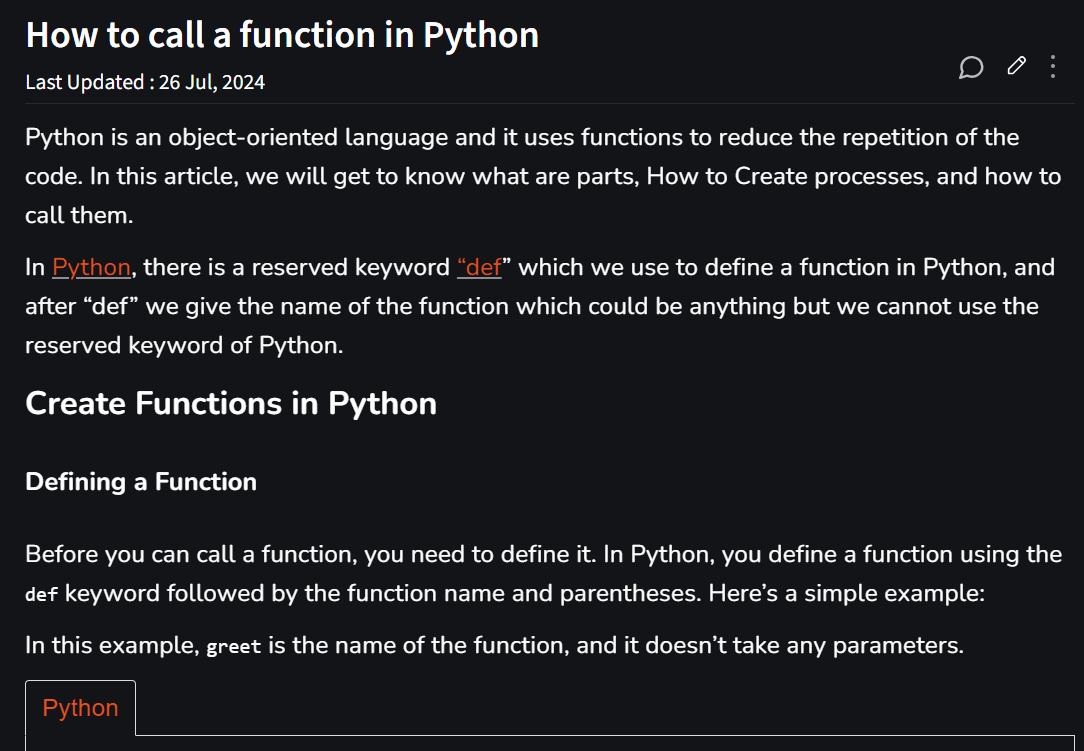 How to call a function in Python
Last Updated : 26 Jul, 2024
Python is an object-oriented language and it uses functions to reduce the repetition of the
code. In this article, we will get to know what are parts, How to Create processes, and how to
call them.
In Python, there is a reserved keyword “def” which we use to define a function in Python, and
after “def” we give the name of the function which could be anything but we cannot use the
reserved keyword of Python.
Create Functions in Python
Defining a Function
Before you can call a function, you need to define it. In Python, you define a function using the
def keyword followed by the function name and parentheses. Here’s a simple example:
In this example, greet is the name of the function, and it doesn’t take any parameters.
Python